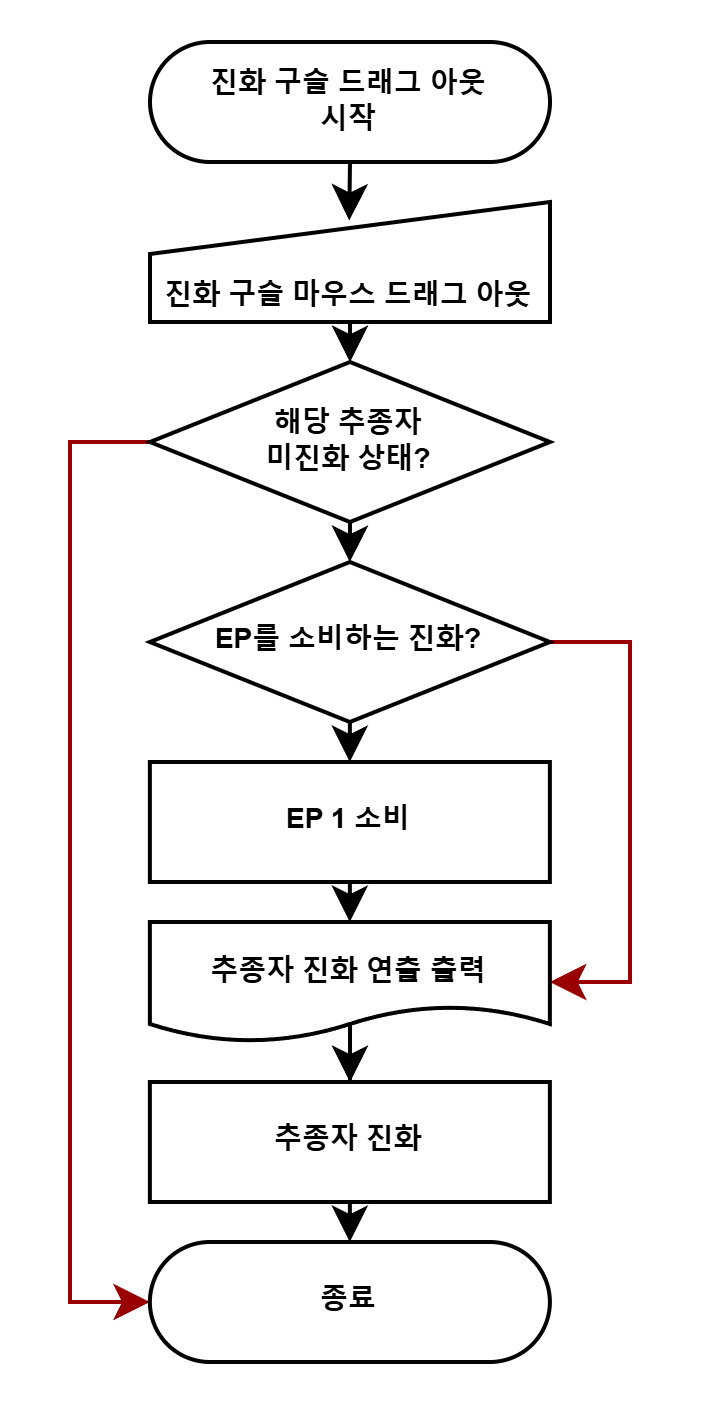 진화 구슬 드래그 아웃
시작
진화 구슬 마우스 드래그 아웃
해당 추종자
미진화 상태?
EP를 소비하는 진화?
EP 1 소비
추종자 진화 연출 출력
추종자 진화
종료